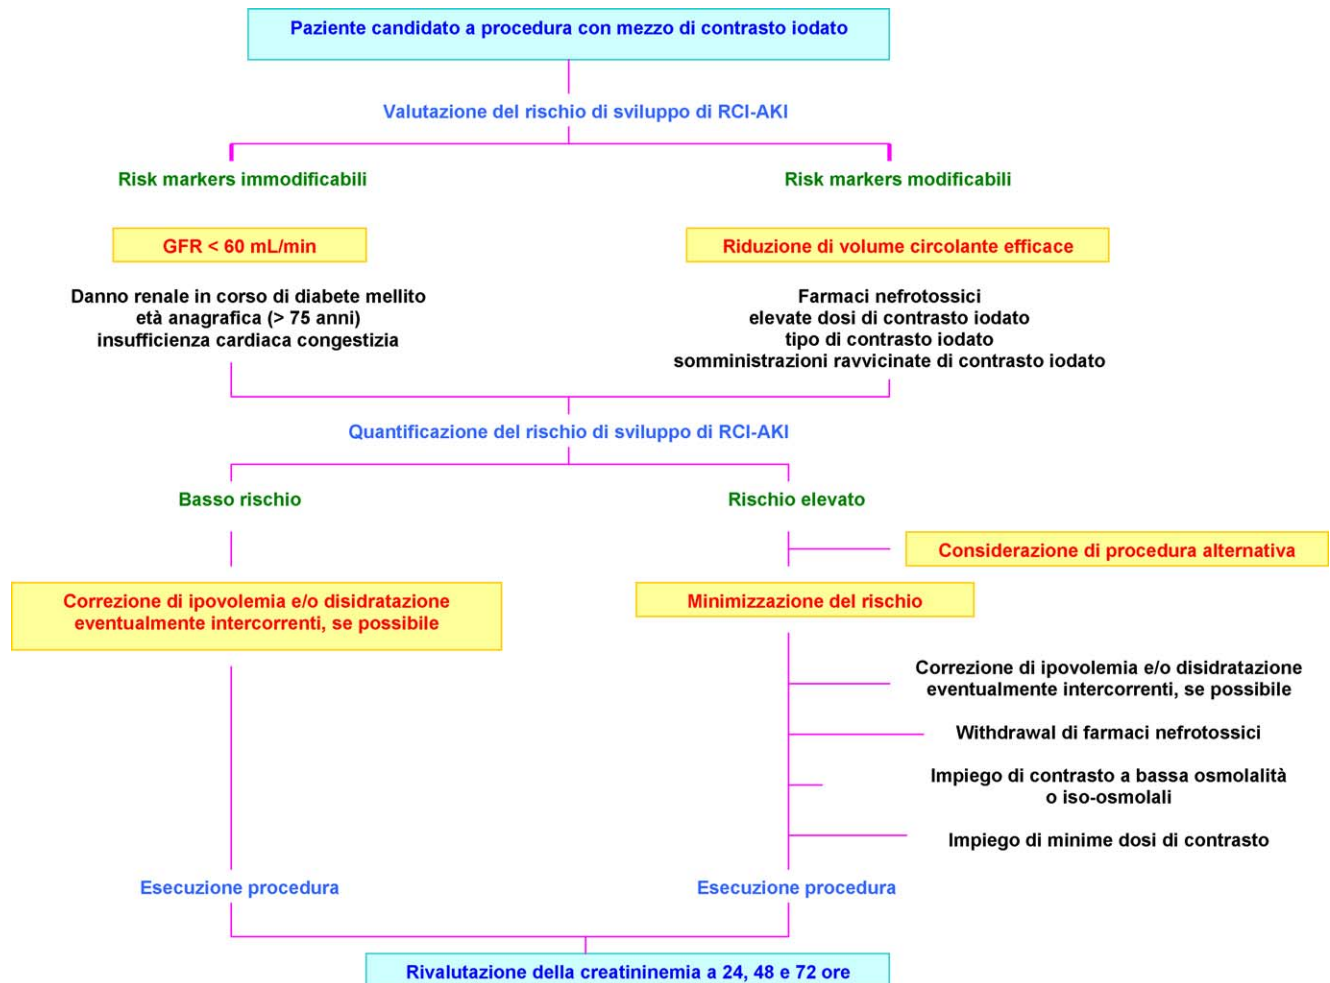 Paziente candidato a procedura con mezzo di contrasto iodato
Valutazione del rischio di sviluppo di RCI-AKI
Risk markers immodificabili
Risk markers modificabili
GFR < 60 mL/min
Riduzione di volume circolante efficace
Danno renale in corso di diabete mellito
età anagrafica (> 75 anni)
insufficienza cardiaca congestizia
Farmaci nefrotossici
elevate dosi di contrasto iodato
tipo di contrasto iodato
somministrazioni ravvicinate di contrasto iodato
Quantificazione del rischio di sviluppo di RCI-AKI
Basso rischio
Rischio elevato
Considerazione di procedura alternativa
Correzione di ipovolemia e/o disidratazione
eventualmente intercorrenti, se possibile
Minimizzazione del rischio
Correzione di ipovolemia e/o disidratazione
eventualmente intercorrenti, se possibile
Withdrawal di farmaci nefrotossici
Impiego di contrasto a bassa osmolalità
o iso-osmolali
Impiego di minime dosi di contrasto
Esecuzione procedura
Esecuzione procedura
Rivalutazione della creatininemia a 24, 48 e 72 ore